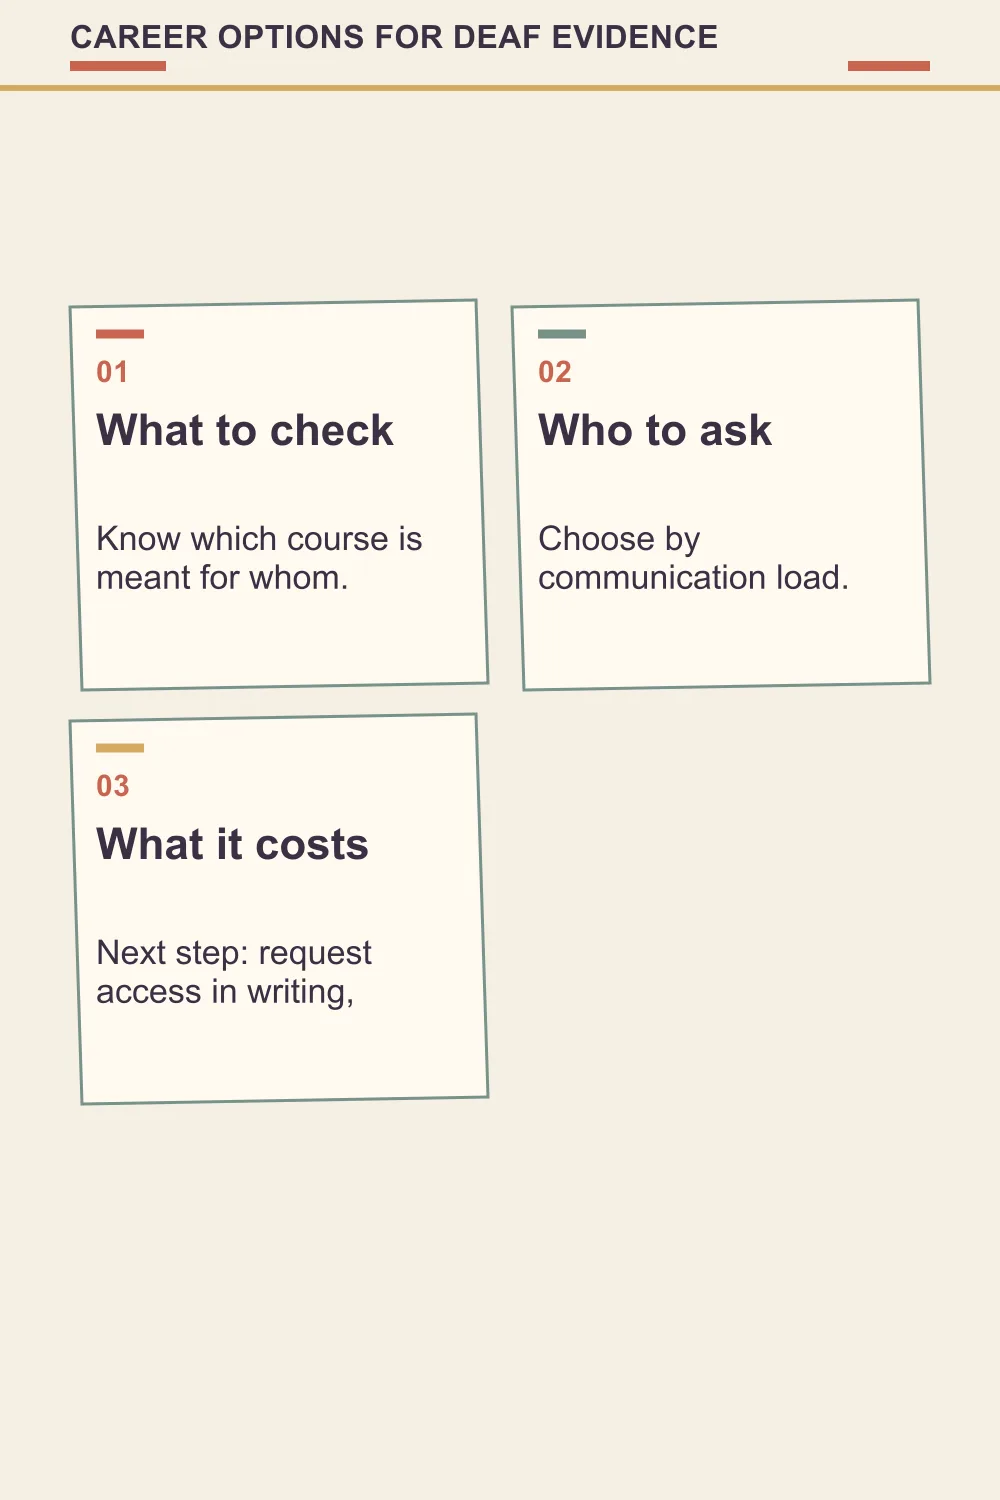 CAREER OPTIONS FOR DEAF EVIDENCE
01
What to check
Know which course is
meant for whom.
02
Who to ask
Choose by
communication load.
03
What it costs
Next step: request
access in writing,